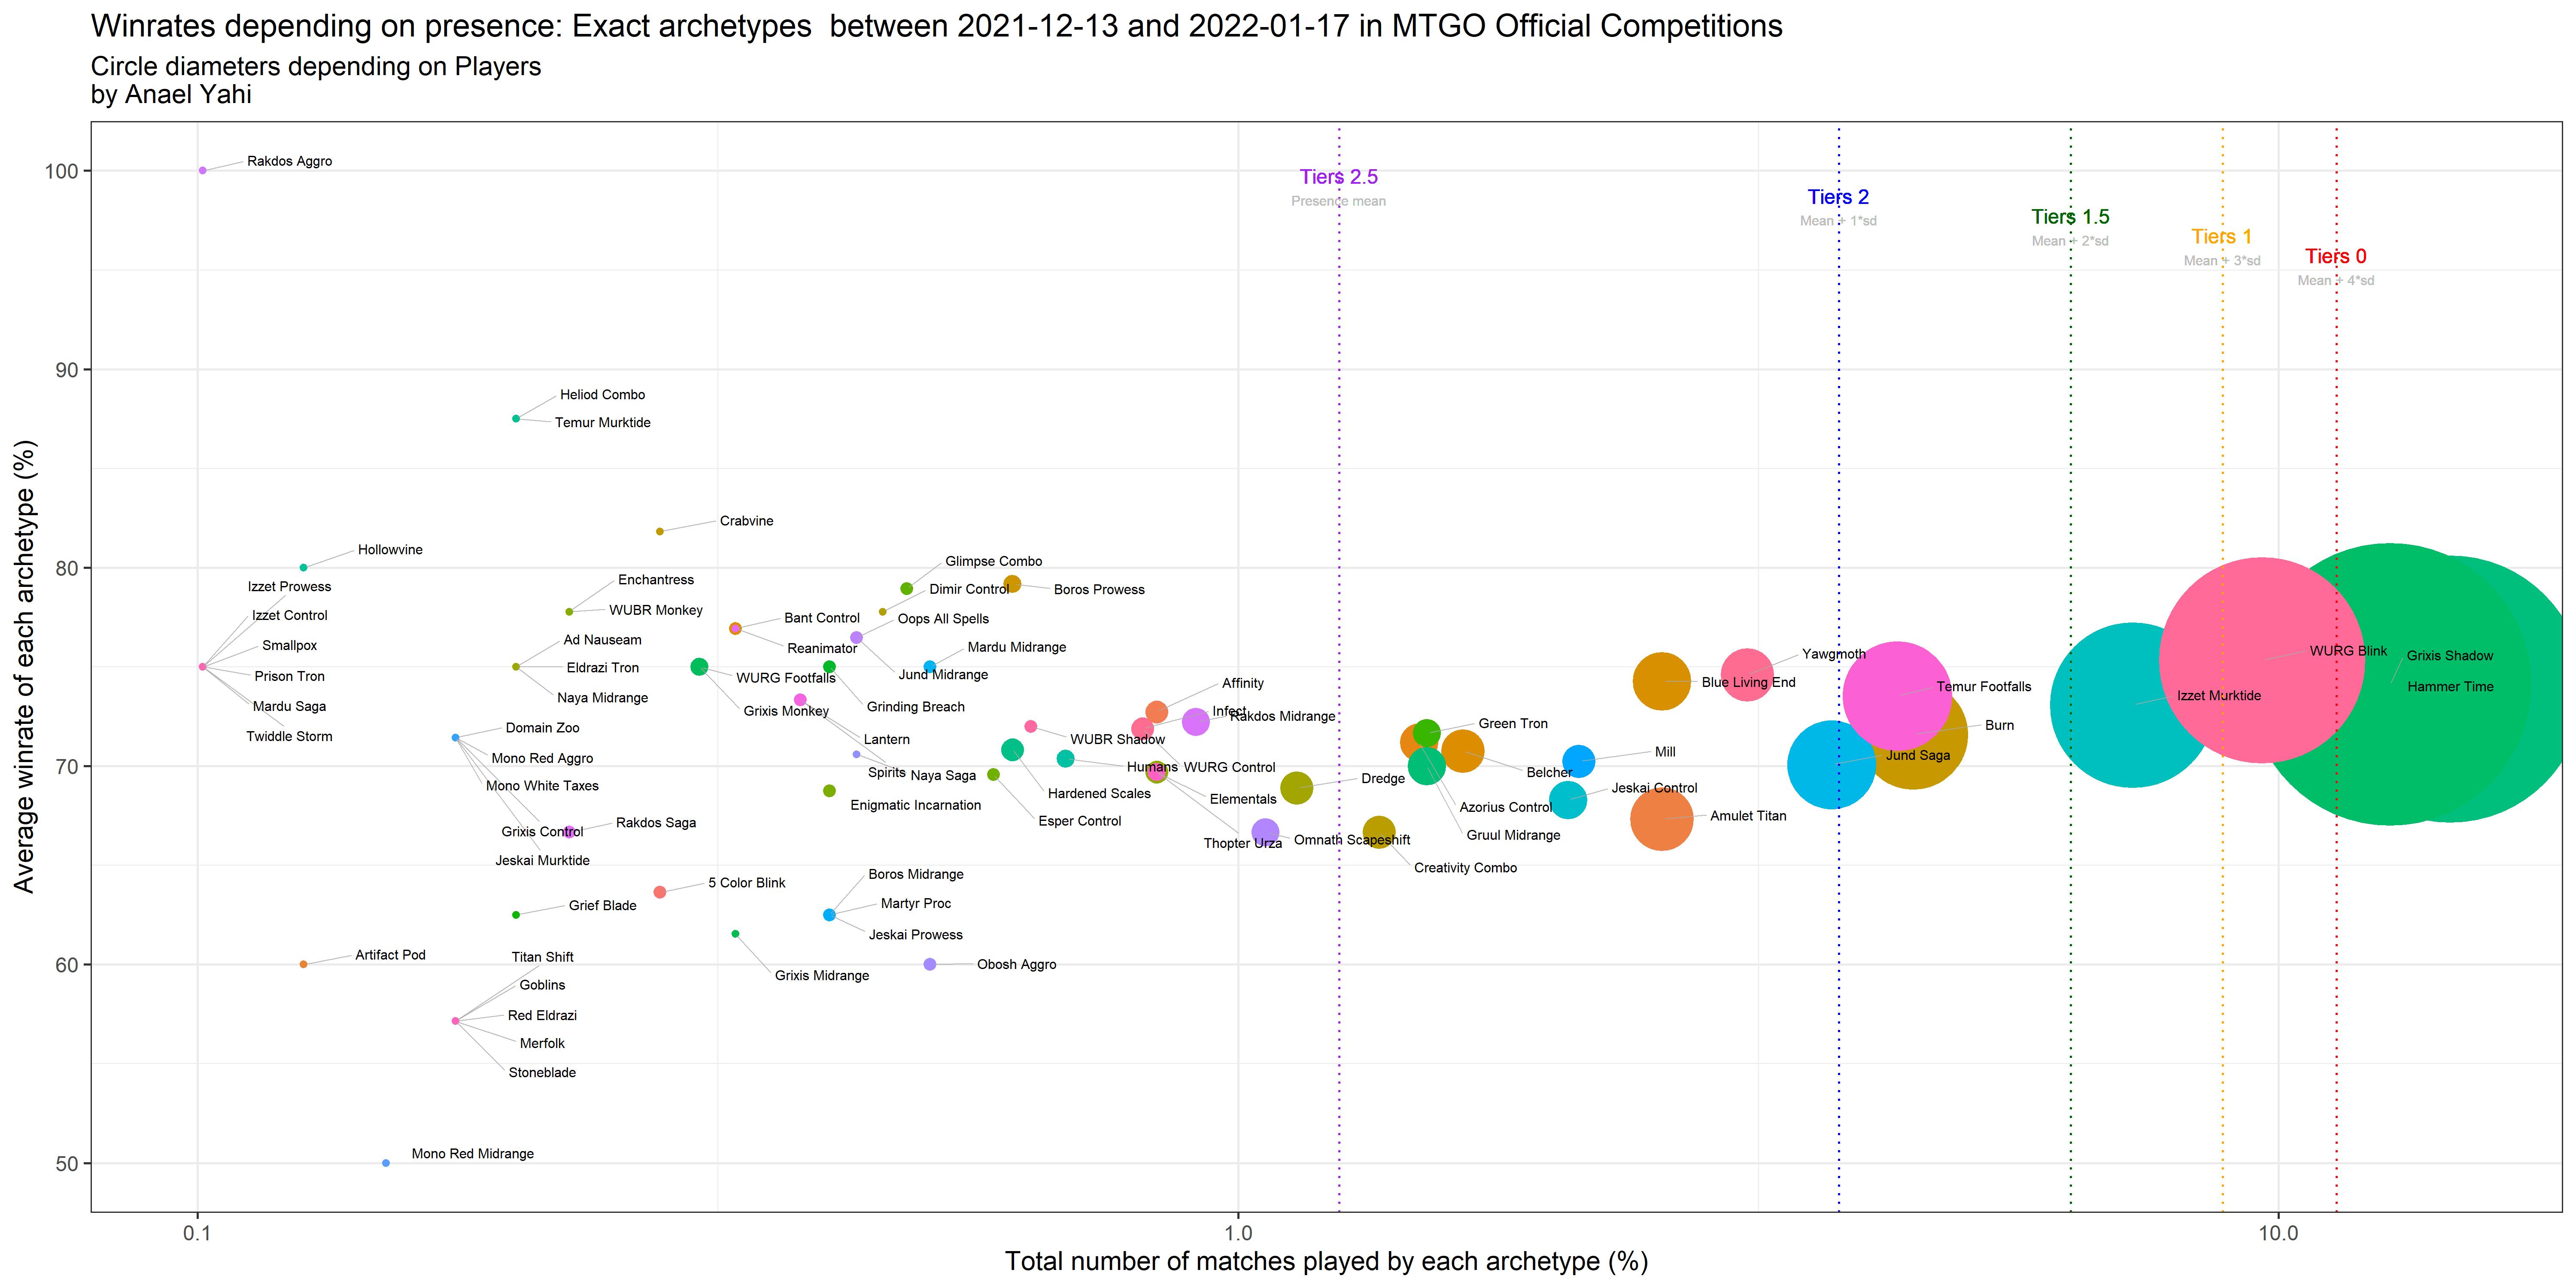 Winrates depending on presence: Exact archetypes  between 2021-12-13 and 2022-01-17 in MTGO Official Competitions
Circle diameters depending on Players
by Anael Yahi
Average winrate of each archetype (%)
100
90
80
70
60
50
Tiers 2.5
Presence mean
Tiers 2
Mean + 1*sd
Tiers 1.5
Mean + 2*sd
Tiers 1
Mean + 3*sd
Tiers 0
Mean + 4*sd
Rakdos Aggro
Heliod Combo
Temur Murktide
Crabvine
Hollowvine
Izzet Prowess
Izzet Control
Smallpox
Prison Tron
Mardu Saga
Twiddle Storm
Enchantress
WUBR Monkey
Ad Nauseam
Eldrazi Tron
Naya Midrange
Domain Zoo
Mono Red Aggro
Mono White Taxes
Grixis Control
Jeskai Murktide
Rakdos Saga
Glimpse Combo
Dimir Control
Boros Prowess
Bant Control
Oops All Spells
Reanimator
Mardu Midrange
Jund Midrange
WURG Footfalls
Grixis Monkey
Grinding Breach
Lantern
Spirits
Naya Saga
Enigmatic Incarnation
Affinity
Infect
Rakdos Midrange
WUBR Shadow
Humans
WURG Control
Hardened Scales
Elementals
Esper Control
Thopter Urza
Omnath Scapeshift
Dredge
Creativity Combo
Green Tron
Belcher
Azorius Control
Gruul Midrange
Mill
Jeskai Control
Amulet Titan
Blue Living End
Yawgmoth
Temur Footfalls
Burn
Jund Saga
Izzet Murktide
WURG Blink
Grixis Shadow
Hammer Time
5 Color Blink
Grief Blade
Boros Midrange
Martyr Proc
Jeskai Prowess
Grixis Midrange
Obosh Aggro
Artifact Pod
Titan Shift
Goblins
Red Eldrazi
Merfolk
Stoneblade
Mono Red Midrange
0.1
1.0
10.0
Total number of matches played by each archetype (%)